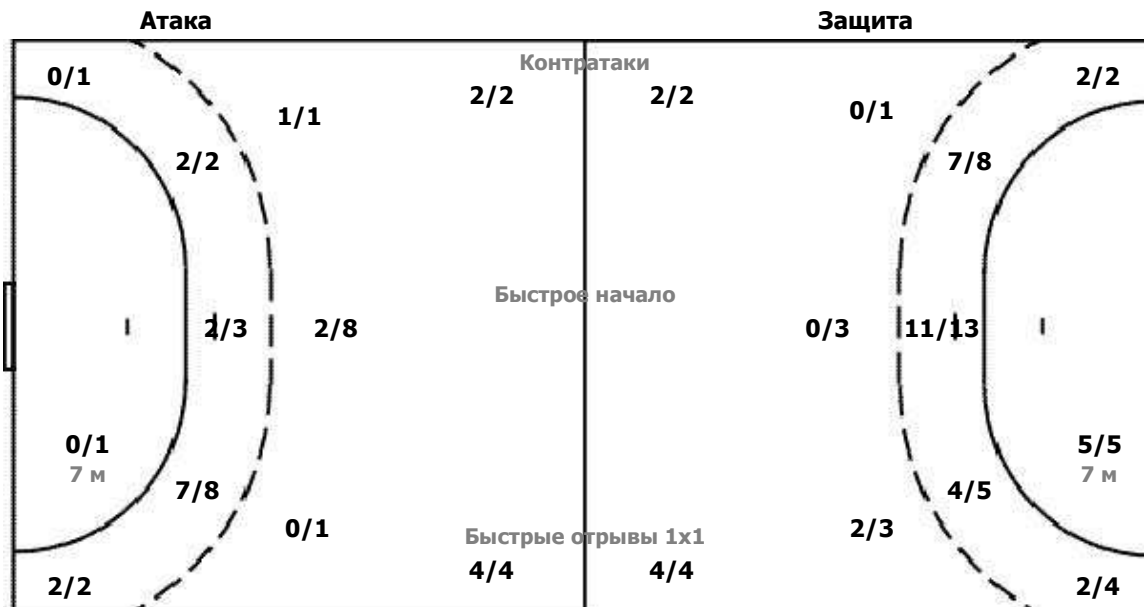 Атака Защита
Контратаки
0/1 2/2 2/2 2/2
1/1 0/1
2/2 7/8
Быстрое начало
2/3 2/8 0/3 11/13
0/1 5/5
7 м 7 м
7/8 4/5
0/1 Быстрые отрывы 1x1 2/3
4/4 4/4
2/2 2/4